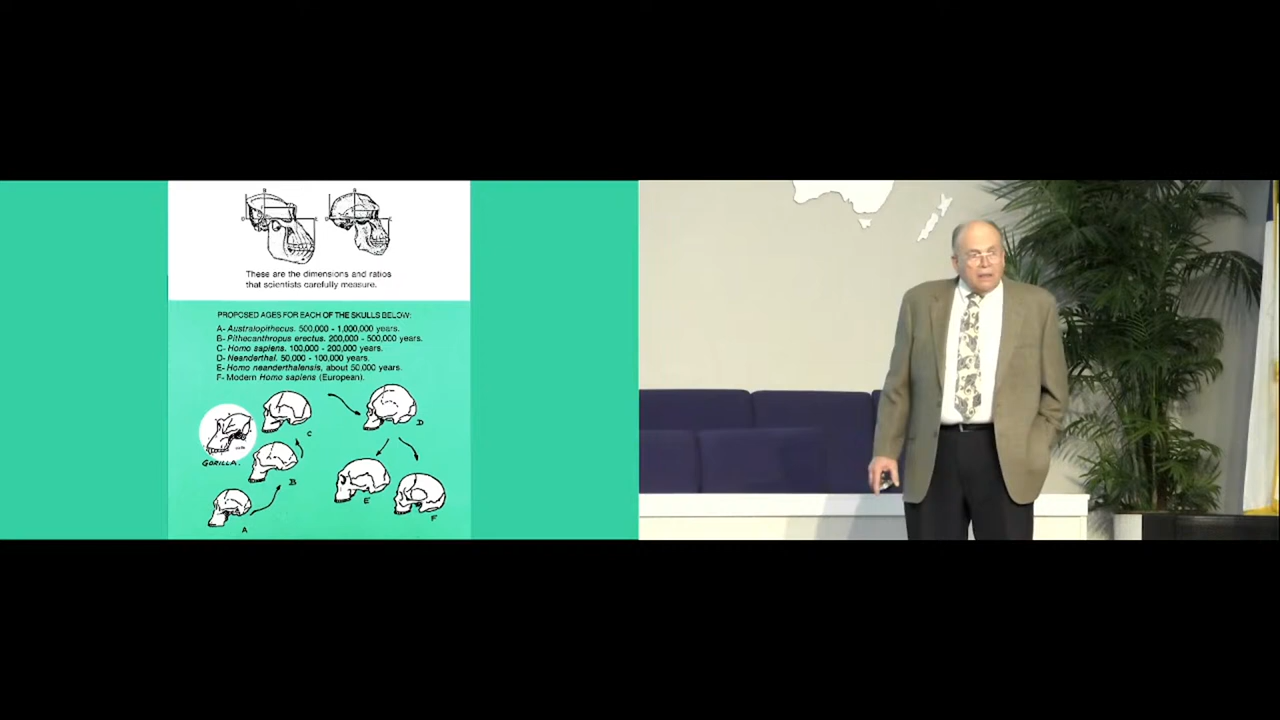 B
D
E
B
D
C
These are the dimensions and ratios
that scientists carefully measure.
PROPOSED AGES FOR EACH OF THE SKULLS BELOW:
A- Australopithecus. 500,000 - 1,000,000 years.
B- Pithecanthropus erectus. 200,000 - 500,000 years.
C- Homo sapiens. 100,000 - 200,000 years.
D- Neanderthal. 50,000 - 100,000 years.
E- Homo neanderthalensis, about 50,000 years.
F- Modern Homo sapiens (European).
GORILLA.
C
D
B
E
F
A